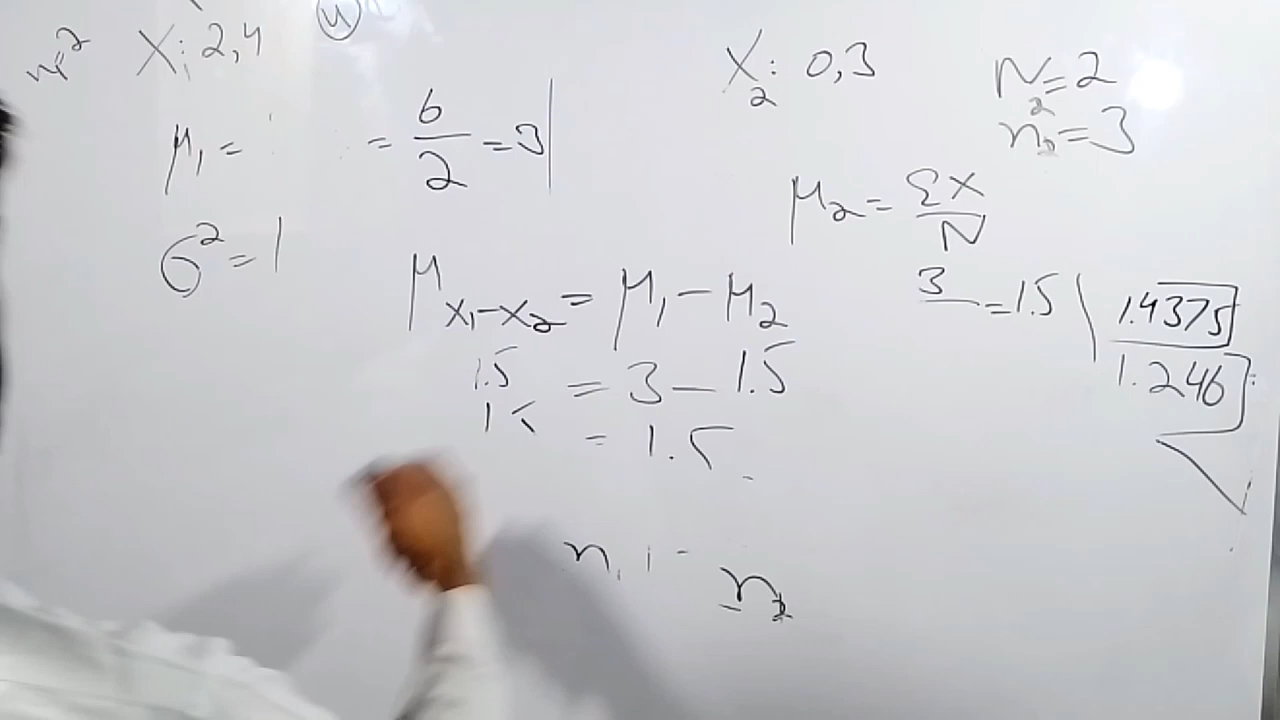 n₁=2 X₁: 2,4
μ₁ = = 6/2 = 3
σ² = 1
X₂: 0,3 N₂=2
n₂=3
μ₂ = ΣX/N
3 = 1.5
1.4375
1.246
μ X₁-X₂ = μ₁ - μ₂
1.5 = 3 - 1.5
= 1.5
n₁
n₂